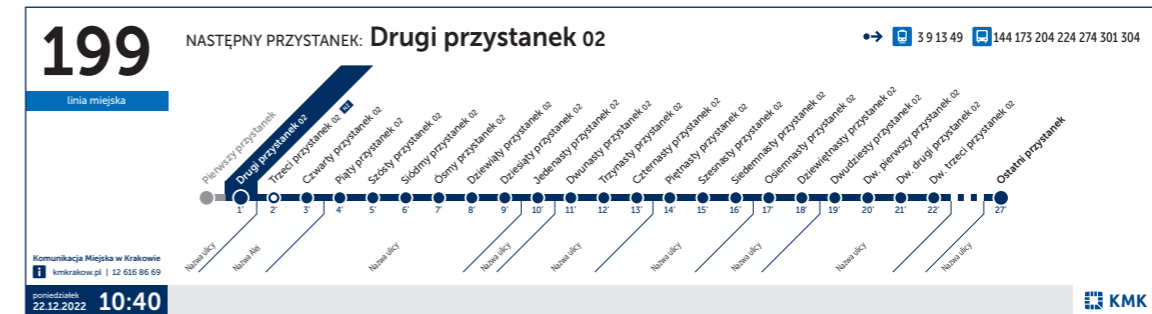 199
linia miejska
NASTĘPNY PRZYSTANEK: Drugi przystanek 02
3 9 13 49
144 173 204 224 274 301 304
Pierwszy przystanek
Drugi przystanek 02
Trzeci przystanek 02 NŻ
Czwarty przystanek 02
Piąty przystanek 02
Szósty przystanek 02
Siódmy przystanek 02
Ósmy przystanek 02
Dziewiąty przystanek 02
Dziesiąty przystanek 02
Jedenasty przystanek 02
Dwunasty przystanek 02
Trzynasty przystanek 02
Czternasty przystanek 02
Piętnasty przystanek 02
Szesnasty przystanek 02
Siedemnasty przystanek 02
Osiemnasty przystanek 02
Dziewiętnasty przystanek 02
Dwudziesty przystanek 02
Dw. pierwszy przystanek 02
Dw. drugi przystanek 02
Dw. trzeci przystanek 02
Ostatni przystanek
1' 2' 3' 4' 5' 6' 7' 8' 9' 10' 11' 12' 13' 14' 15' 16' 17' 18' 19' 20' 21' 22' 27'
Nazwa ulicy
Nazwa Alej
Nazwa ulicy
Nazwa ulicy
Nazwa ulicy
Nazwa ulicy
Nazwa ulicy
Nazwa ulicy
Nazwa ulicy
Nazwa ulicy
Komunikacja Miejska w Krakowie
i kmkrakow.pl | 12 616 86 69
poniedziałek
22.12.2022 10:40
KMK